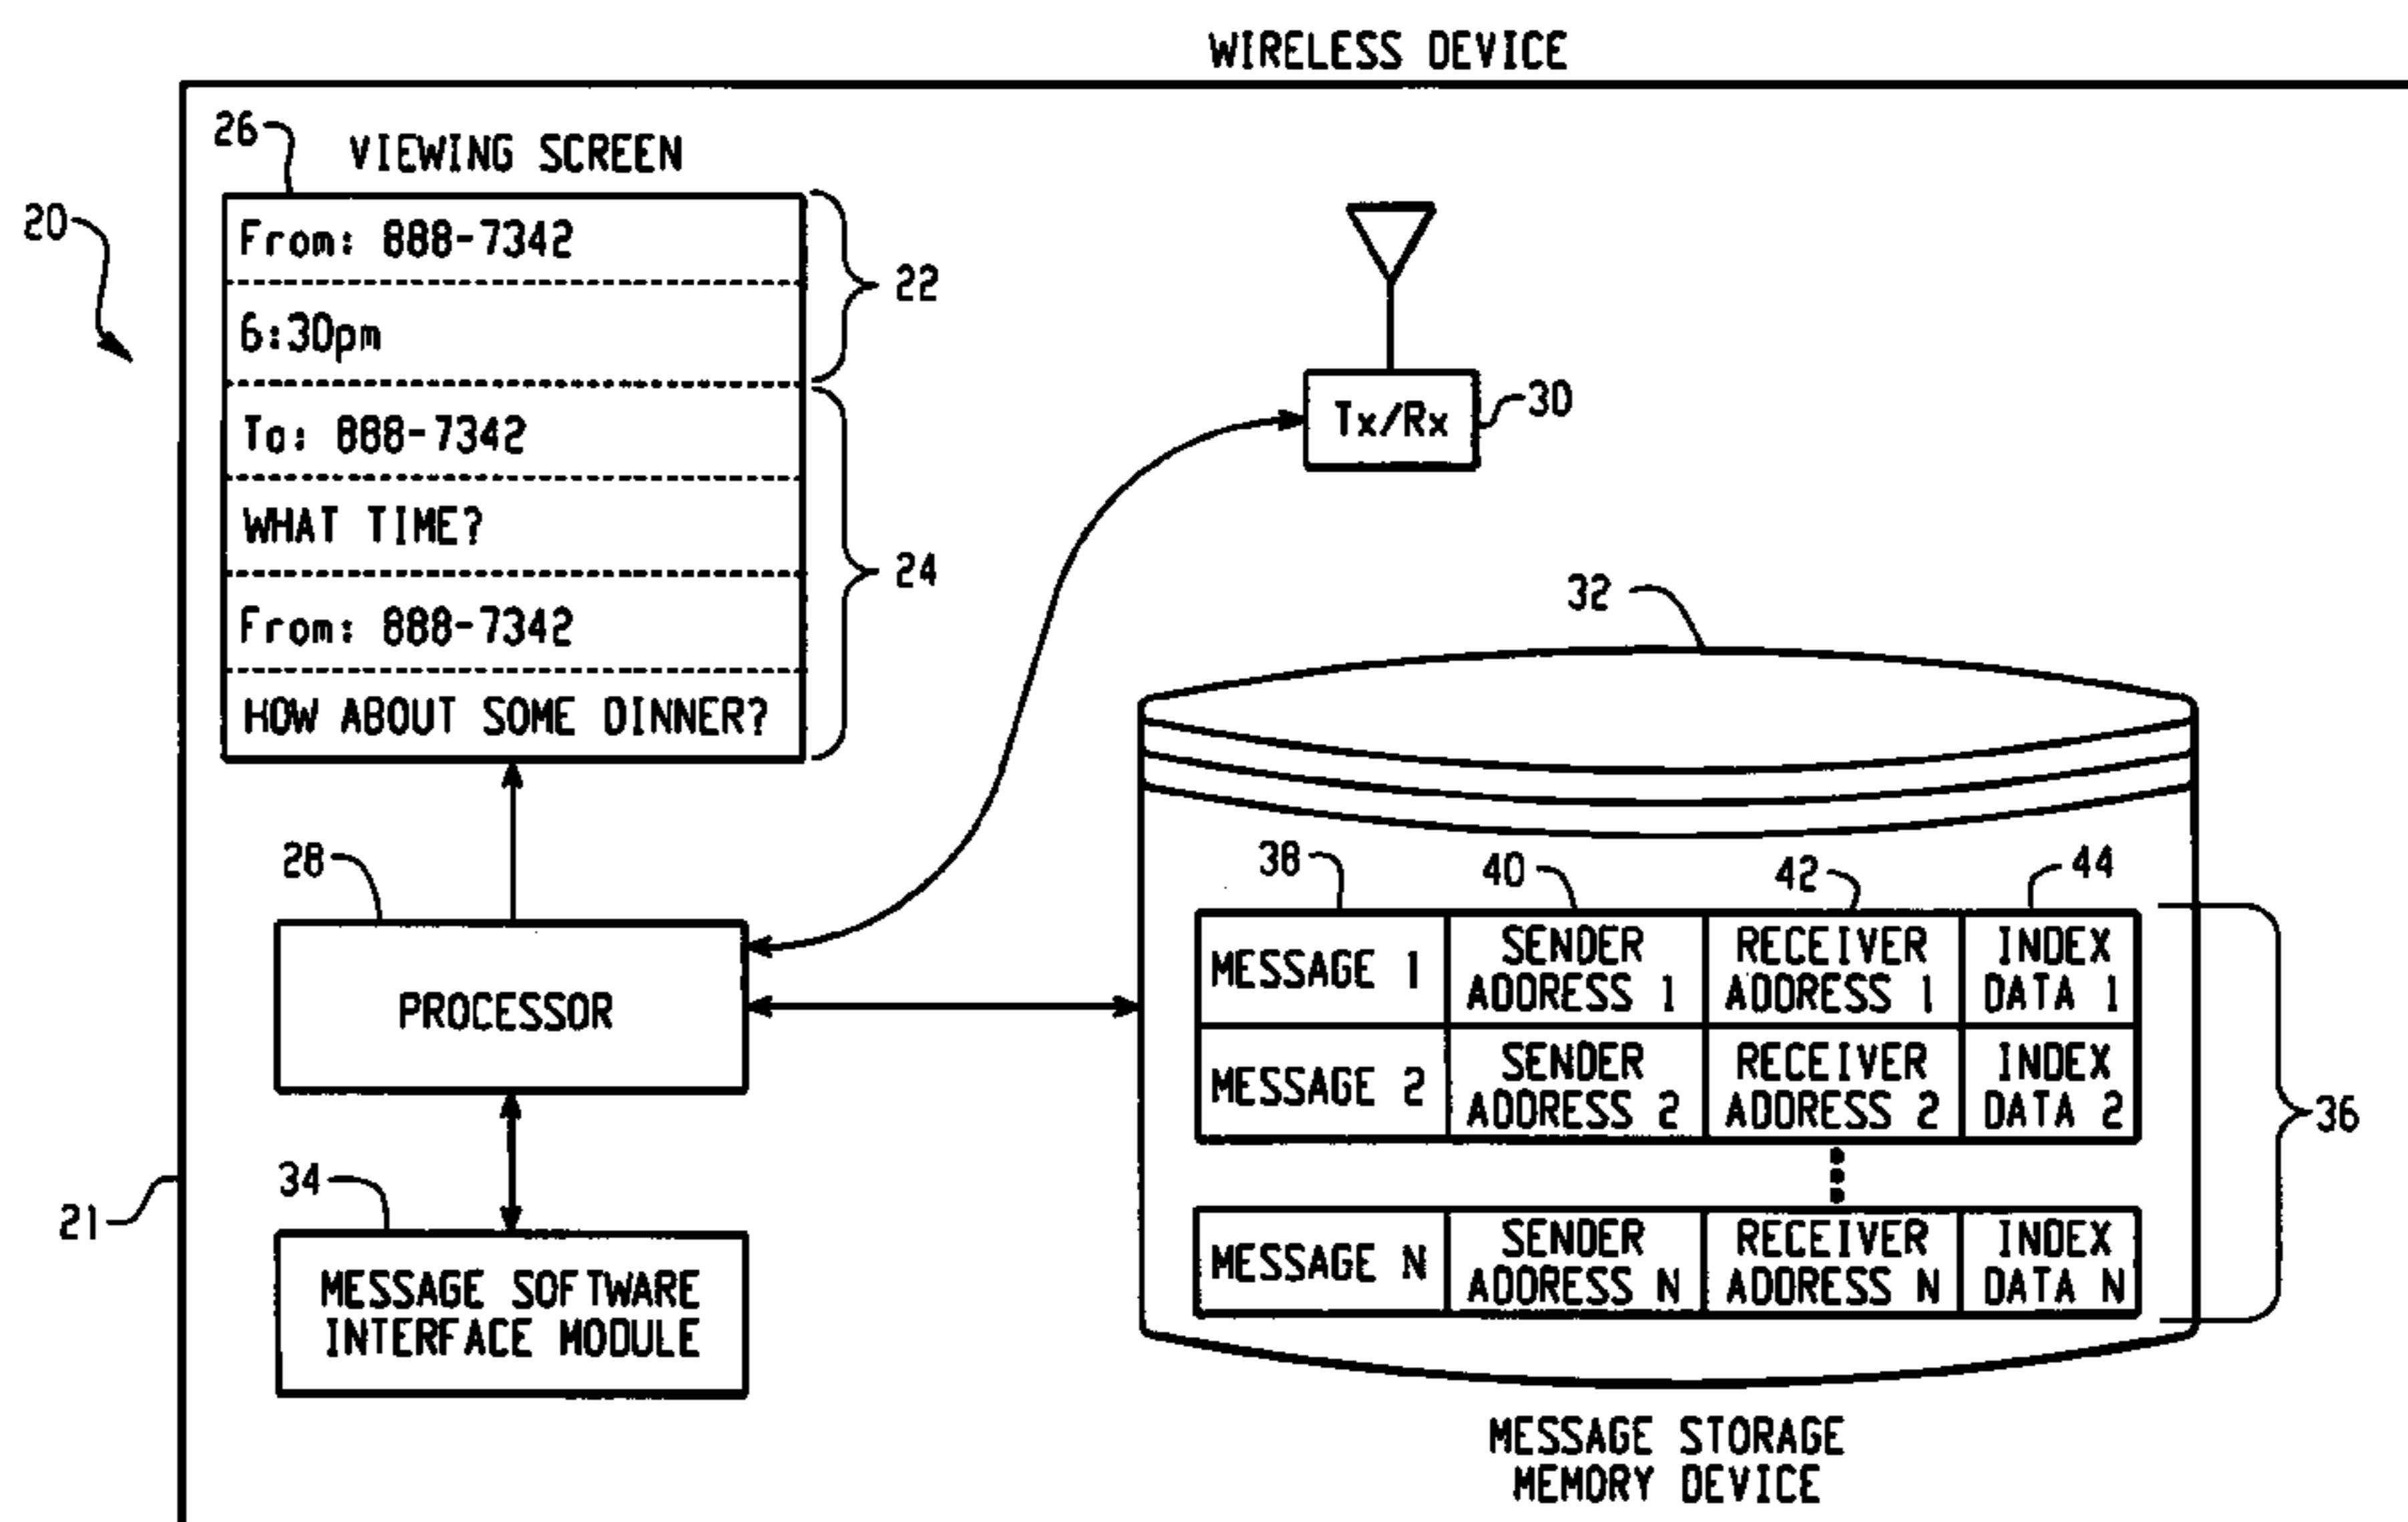 WIRELESS DEVICE
26
VIEWING SCREEN
20
From: 888-7342
6:30pm
22
To: 888-7342
WHAT TIME?
From: 888-7342
HOW ABOUT SOME DINNER?
24
Tx/Rx
30
32
28
PROCESSOR
38
40
42
44
MESSAGE 1
SENDER
ADDRESS 1
RECEIVER
ADDRESS 1
INDEX
DATA 1
MESSAGE 2
SENDER
ADDRESS 2
RECEIVER
ADDRESS 2
INDEX
DATA 2
36
MESSAGE N
SENDER
ADDRESS N
RECEIVER
ADDRESS N
INDEX
DATA N
34
21
MESSAGE SOFTWARE
INTERFACE MODULE
MESSAGE STORAGE
MEMORY DEVICE